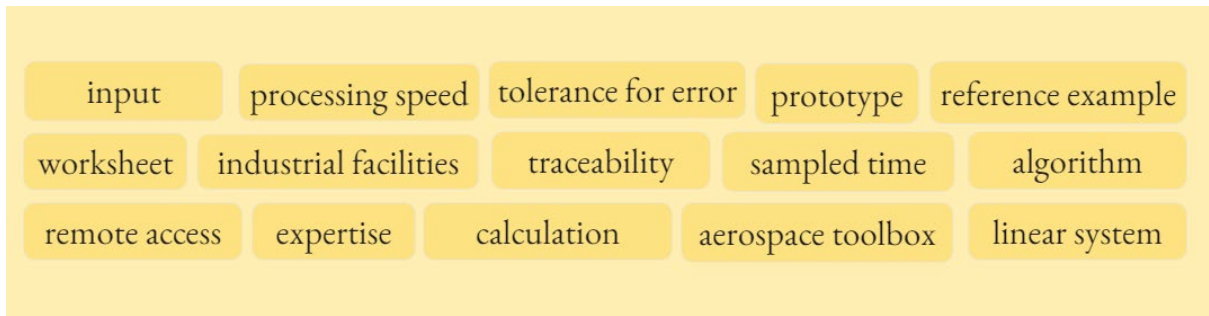 input processing speed tolerance for error prototype reference example
worksheet industrial facilities traceability sampled time algorithm
remote access expertise calculation aerospace toolbox linear system